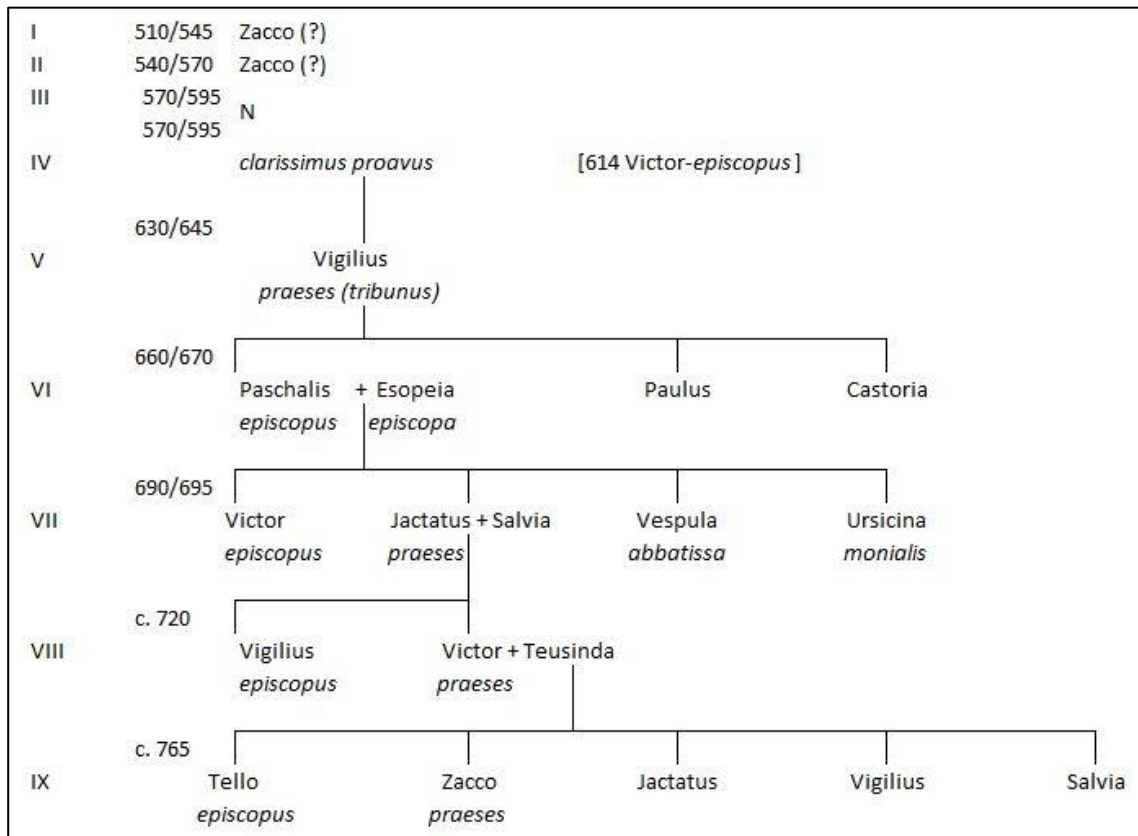 I 510/545 Zacco (?)
II 540/570 Zacco (?)
III 570/595
N
570/595
IV clarissimus proavus [614 Victor-episcopus]
630/645
V Vigilius
praeses (tribunus)
660/670
VI Paschalis + Esopeia Paulus Castoria
episcopus episcopa
690/695
VII Victor Jactatus + Salvia Vespula Ursicina
episcopus praeses abbatissa monialis
c. 720
VIII Vigilius Victor + Teusinda
episcopus praeses
c. 765
IX Tello Zacco Jactatus Vigilius Salvia
episcopus praeses